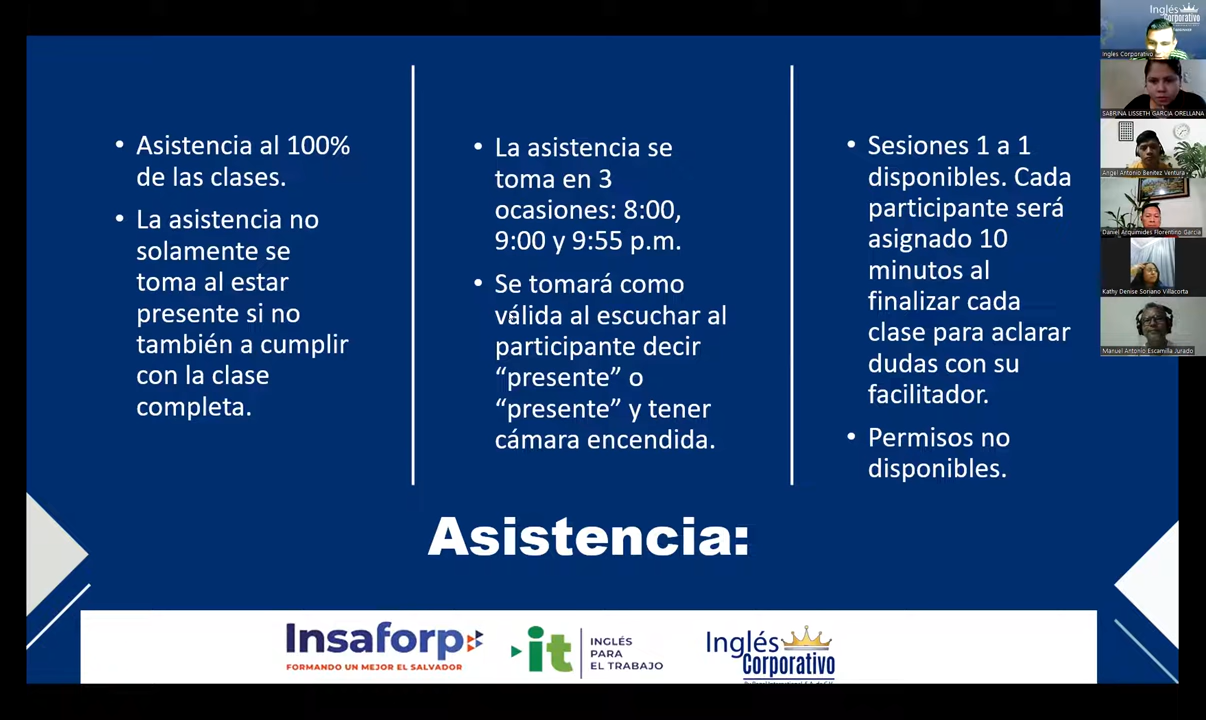 • Asistencia al 100%
de las clases.
• La asistencia no
solamente se
toma al estar
presente si no
también a cumplir
con la clase
completa.
• La asistencia se
toma en 3
ocasiones: 8:00,
9:00 y 9:55 p.m.
• Se tomará como
válida al escuchar al
participante decir
“presente” o
“presente” y tener
cámara encendida.
• Sesiones 1 a 1
disponibles. Cada
participante será
asignado 10
minutos al
finalizar cada
clase para aclarar
dudas con su
facilitador.
• Permisos no
disponibles.
Asistencia:
Insaforp
FORMANDO UN MEJOR EL SALVADOR
it
INGLÉS
PARA
EL TRABAJO
Inglés
Corporativo
Inglés
Corporativo
Ingles Corporativo
SABRINA LISSETH GARCIA ORELLANA
Angel Antonio Benitez Ventura
Daniel Arquimides Florentino Garcia
Kathy Denise Soriano Villacorta
Manuel Antonio Escamilla Jurado